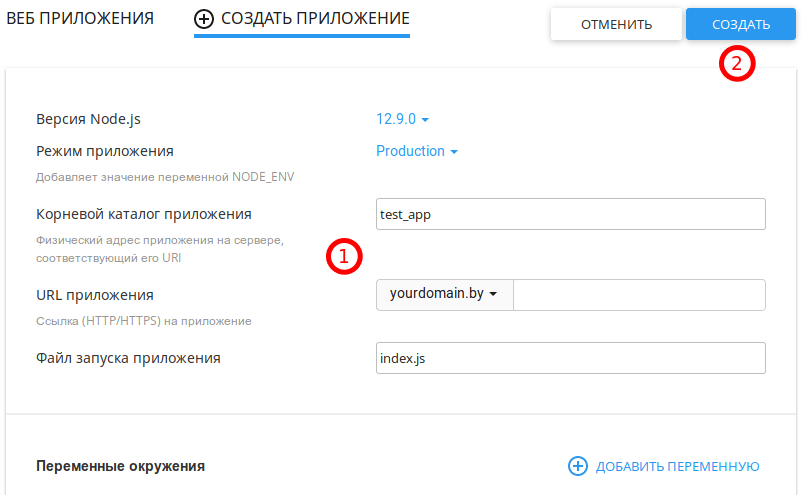 ВЕБ ПРИЛОЖЕНИЯ
СОЗДАТЬ ПРИЛОЖЕНИЕ
ОТМЕНИТЬ
СОЗДАТЬ
2
Версия Node.js
12.9.0
Режим приложения
Production
Добавляет значение переменной NODE_ENV
Корневой каталог приложения
test_app
Физический адрес приложения на сервере,
соответствующий его URI
1
URL приложения
yourdomain.by
Ссылка (HTTP/HTTPS) на приложение
Файл запуска приложения
index.js
Переменные окружения
ДОБАВИТЬ ПЕРЕМЕННУЮ